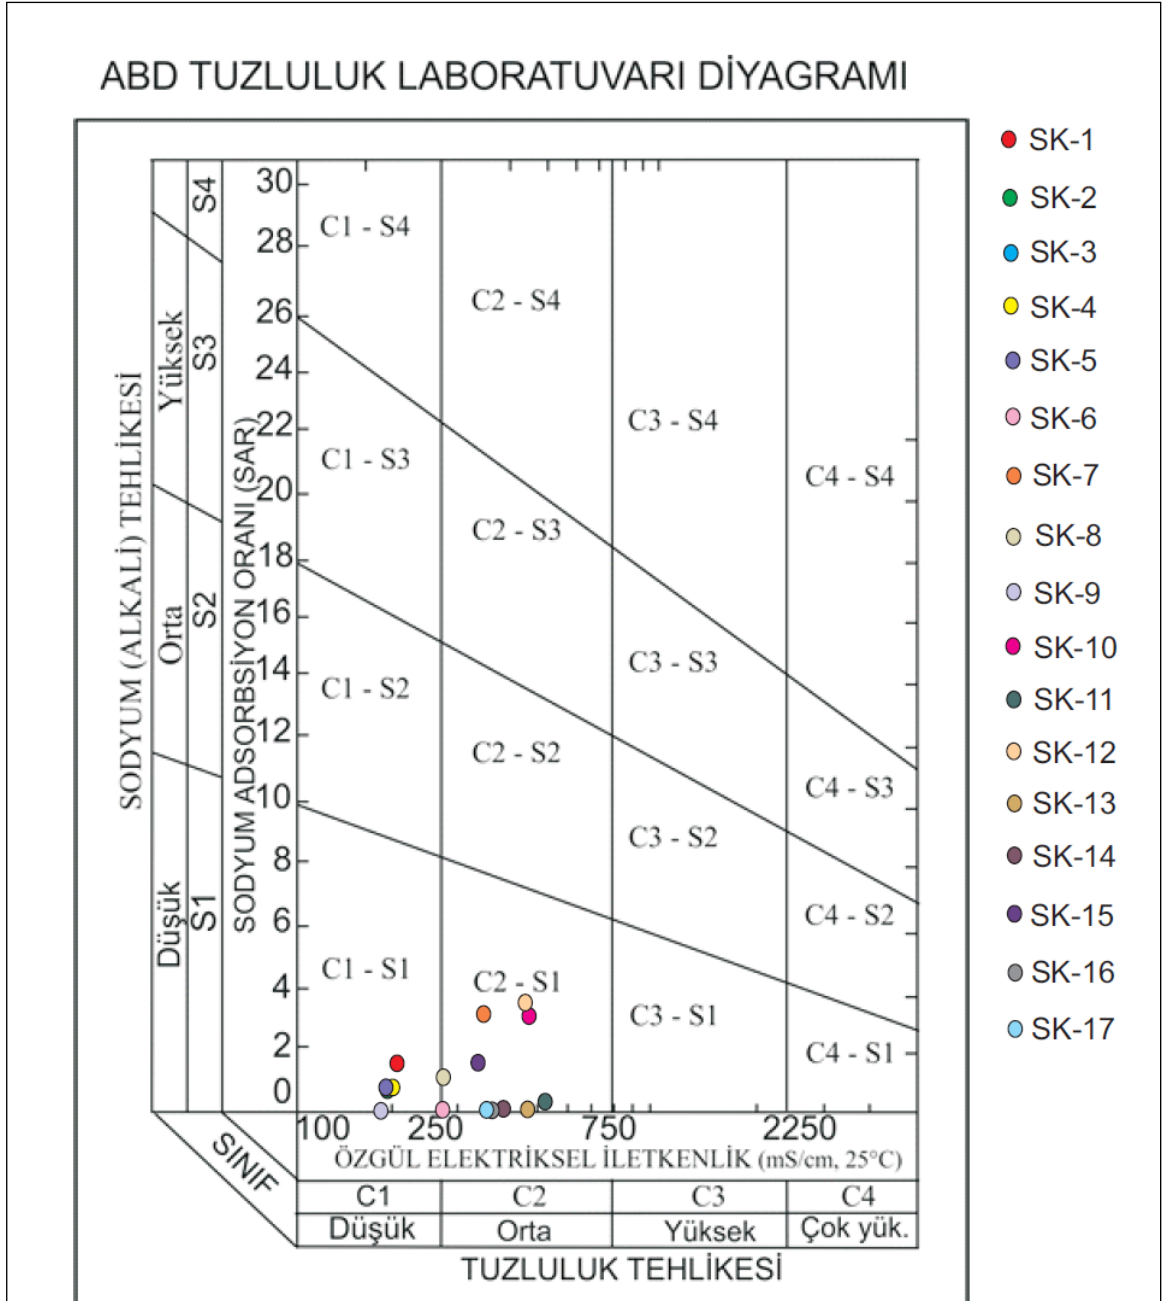 ABD TUZLULUK LABORATUVARI DİYAGRAMI
SODYUM (ALKALİ) TEHLİKESİ
Yüksek
Orta
Düşük
S4
S3
S2
S1
SODYUM ADSORBSİYON ORANI (SAR)
30
28
26
24
22
20
18
16
14
12
10
8
6
4
2
0
C1 - S4
C2 - S4
C3 - S4
C4 - S4
C1 - S3
C2 - S3
C3 - S3
C4 - S3
C1 - S2
C2 - S2
C3 - S2
C4 - S2
C1 - S1
C2 - S1
C3 - S1
C4 - S1
100 250 750 2250
ÖZGÜL ELEKTRİKSEL İLETKENLİK (mS/cm, 25°C)
SINIF
C1 C2 C3 C4
Düşük Orta Yüksek Çok yük.
TUZLULUK TEHLİKESİ
SK-1
SK-2
SK-3
SK-4
SK-5
SK-6
SK-7
SK-8
SK-9
SK-10
SK-11
SK-12
SK-13
SK-14
SK-15
SK-16
SK-17